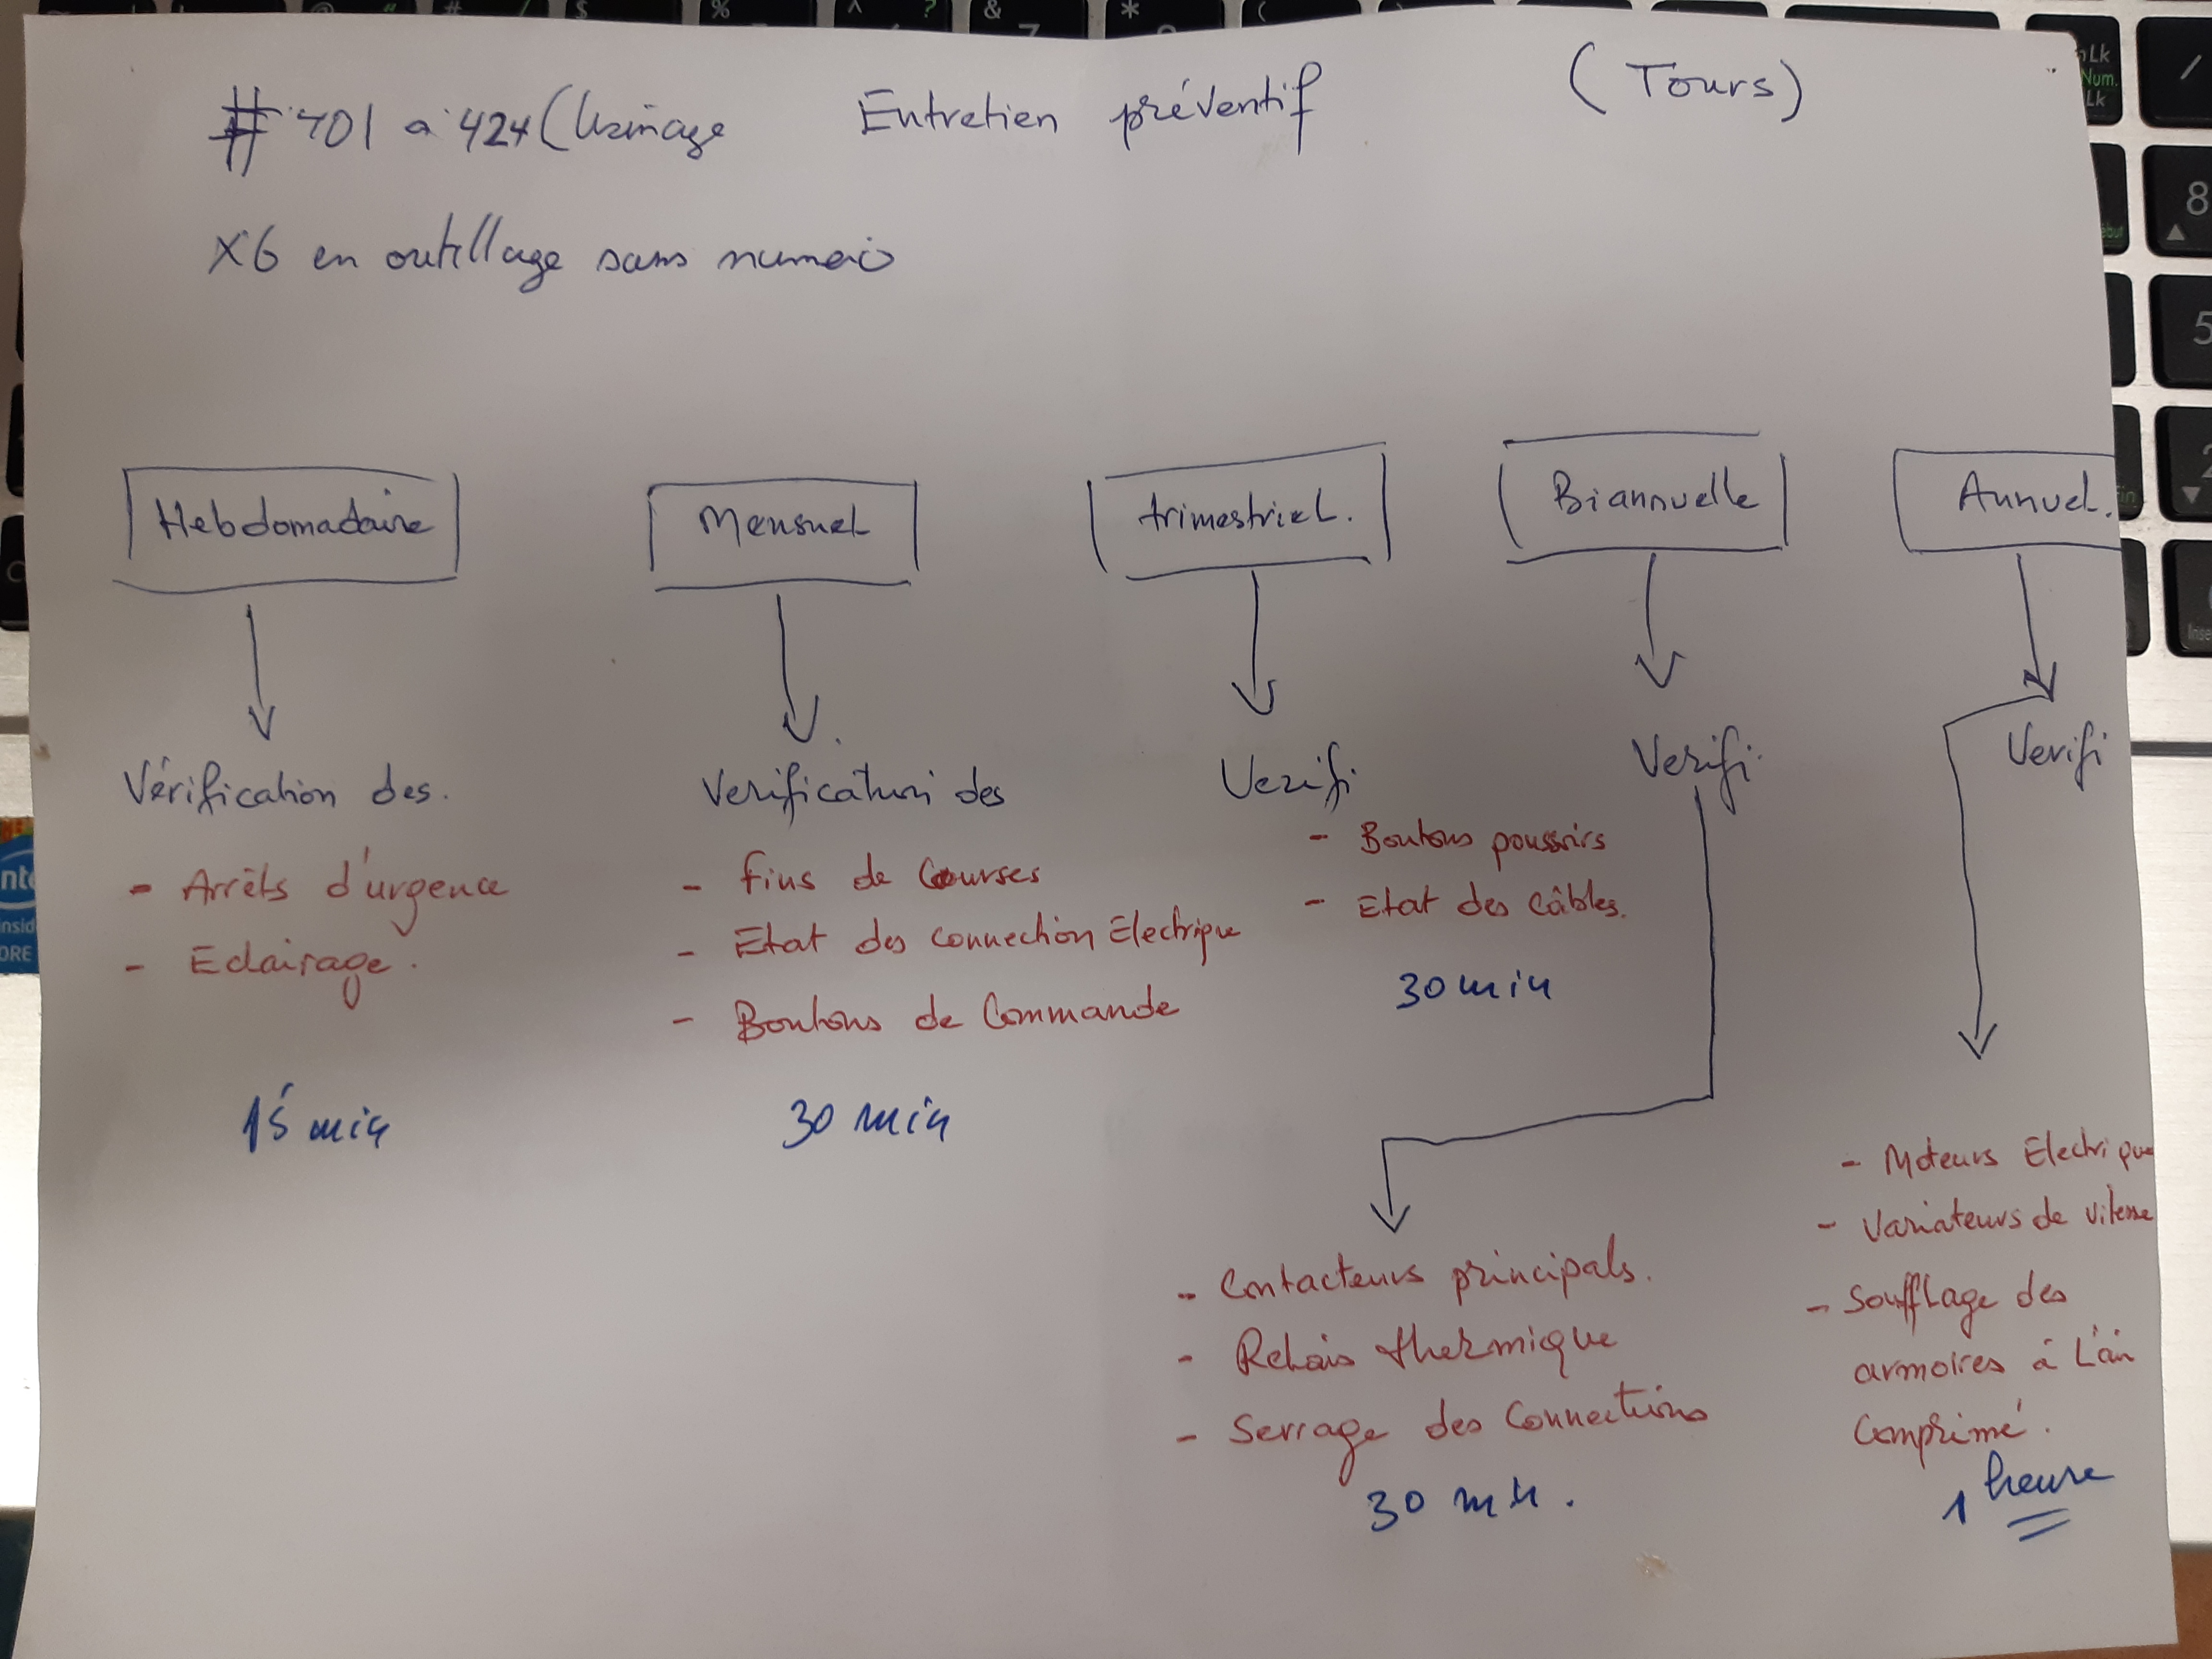 # 401 a 424 (Usinage
Entretien préventif
(Tours)
X6 en outillage sans numero
Hebdomadaire
Vérification des.
- Arrêts d'urgence
- Eclairage.
15 min
Mensuel
Verification des
- fins de Courses
- Etat des connection Electrique
- Boutons de Commande
30 min
trimestriel.
Verifi
- Boutons poussoirs
- Etat des câbles.
30 min
Biannuelle
Verifi.
- Contacteurs principals.
- Relais thermique
- Serrage des Connections
30 min.
Annuel.
Verifi
- Moteurs Electrique
- Variateurs de vitesse
- Soufflage des
armoires à L'air
Comprimé.
1 heure